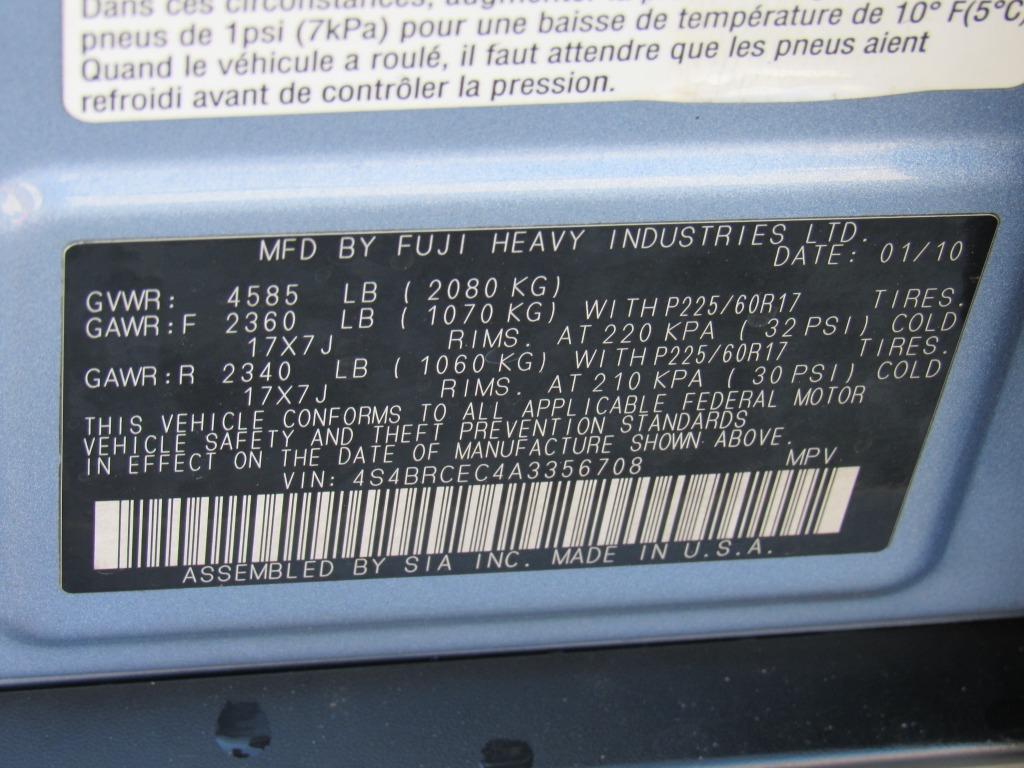 Dans ces circonstances, augmenter la
pneus de 1psi (7kPa) pour une baisse de température de 10° F(5°C)
Quand le véhicule a roulé, il faut attendre que les pneus aient
refroidi avant de contrôler la pression.
MFD BY FUJI HEAVY INDUSTRIES LTD.
DATE: 01/10
GVWR: 4585 LB ( 2080 KG)
GAWR:F 2360 LB ( 1070 KG) WITH P225/60R17 TIRES.
17X7J RIMS. AT 220 KPA ( 32 PSI) COLD
GAWR:R 2340 LB ( 1060 KG) WITH P225/60R17 TIRES.
17X7J RIMS. AT 210 KPA ( 30 PSI) COLD
THIS VEHICLE CONFORMS TO ALL APPLICABLE FEDERAL MOTOR
VEHICLE SAFETY AND THEFT PREVENTION STANDARDS
IN EFFECT ON THE DATE OF MANUFACTURE SHOWN ABOVE.
VIN: 4S4BRCEC4A3356708 MPV
ASSEMBLED BY SIA INC. MADE IN U.S.A.